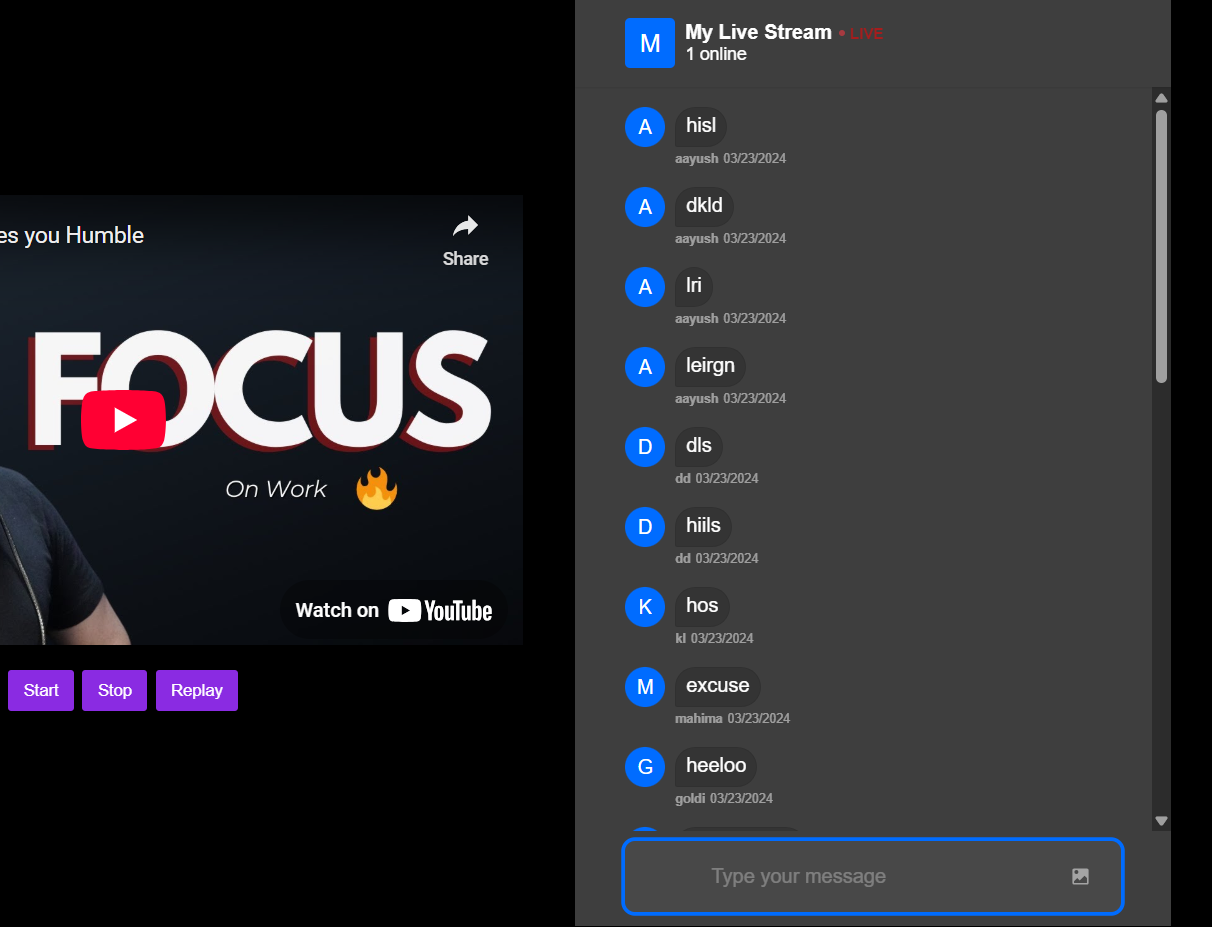 es you Humble
Share
FOCUS
On Work
Watch on YouTube
Start
Stop
Replay
M
My Live Stream • LIVE
1 online
A
hisl
aayush 03/23/2024
A
dkld
aayush 03/23/2024
A
lri
aayush 03/23/2024
A
leirgn
aayush 03/23/2024
D
dls
dd 03/23/2024
D
hiils
dd 03/23/2024
K
hos
kl 03/23/2024
M
excuse
mahima 03/23/2024
G
heeloo
goldi 03/23/2024
Type your message